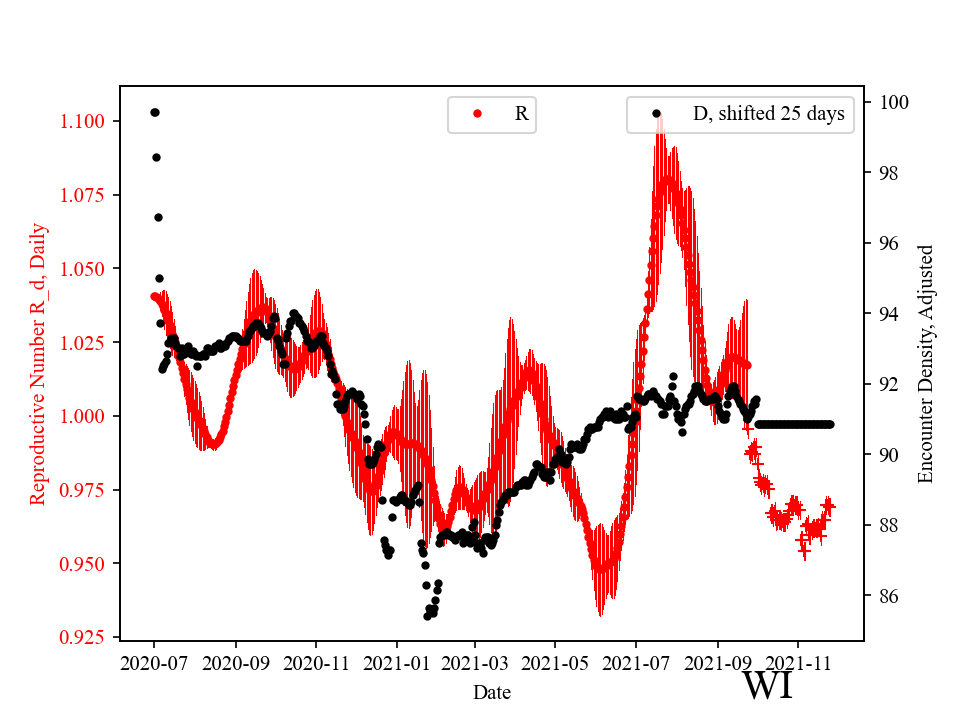 R
D, shifted 25 days
Reproductive Number R_d, Daily
1.100
1.075
1.050
1.025
1.000
0.975
0.950
0.925
100
98
96
94
92
90
88
86
Encounter Density, Adjusted
2020-07 2020-09 2020-11 2021-01 2021-03 2021-05 2021-07 2021-09 2021-11
Date
WI